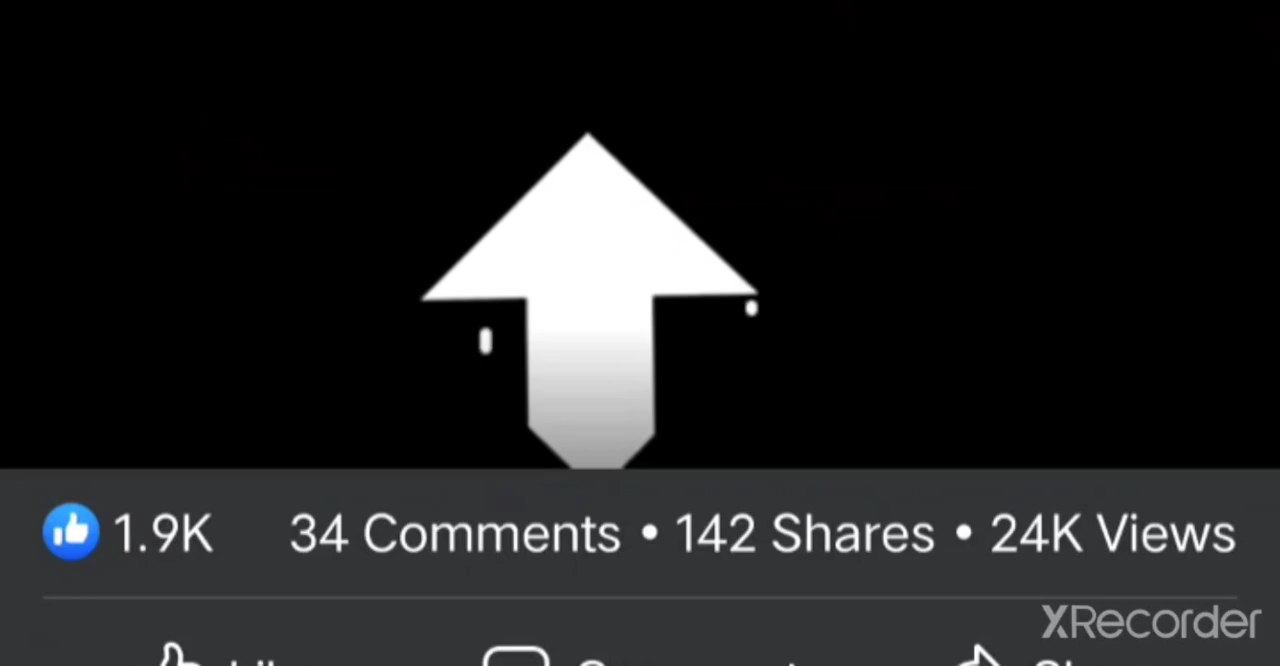 1.9K 34 Comments • 142 Shares • 24K Views
XRecorder